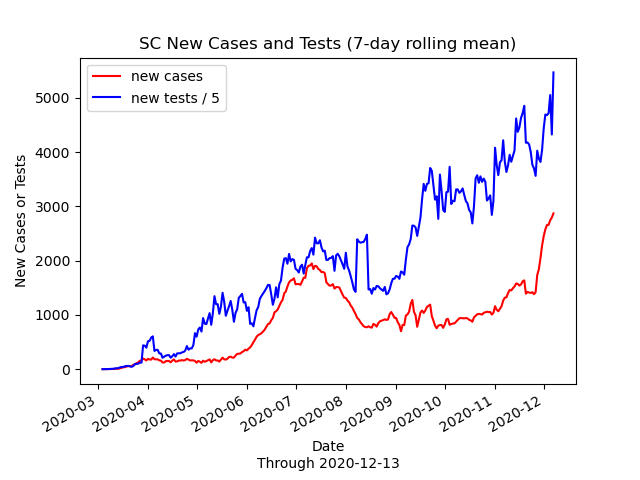 SC New Cases and Tests (7-day rolling mean)
new cases
new tests / 5
New Cases or Tests
5000
4000
3000
2000
1000
0
2020-03
2020-04
2020-05
2020-06
2020-07
2020-08
2020-09
2020-10
2020-11
2020-12
Date
Through 2020-12-13